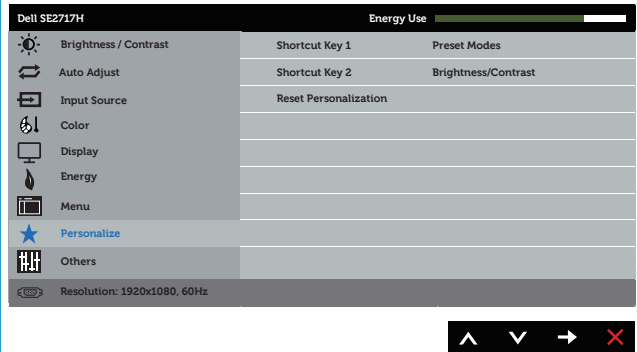 Dell SE2717H Energy Use
Brightness / Contrast Shortcut Key 1 Preset Modes
Auto Adjust Shortcut Key 2 Brightness/Contrast
Input Source Reset Personalization
Color
Display
Energy
Menu
Personalize
Others
Resolution: 1920x1080, 60Hz